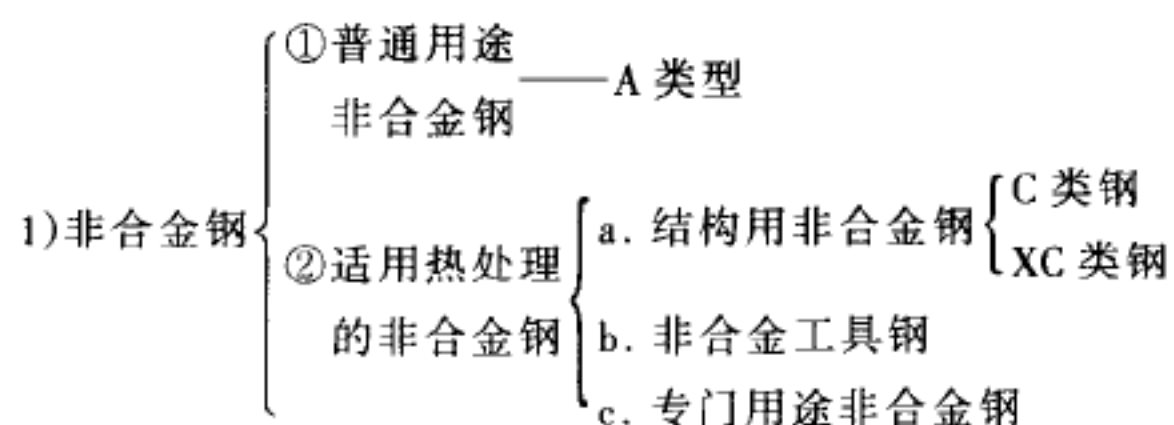 ①普通用途
非合金钢——A 类型
1)非合金钢
②适用热处理
的非合金钢
a. 结构用非合金钢
C 类钢
XC 类钢
b. 非合金工具钢
c. 专门用途非合金钢